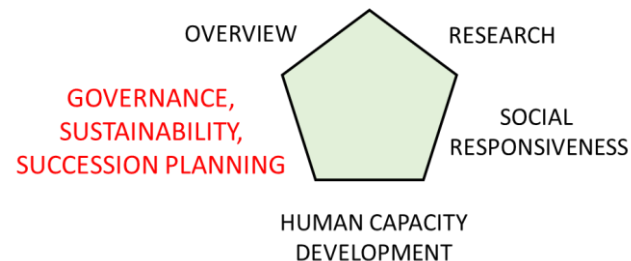 OVERVIEW
RESEARCH
GOVERNANCE,
SUSTAINABILITY,
SUCCESSION PLANNING
SOCIAL
RESPONSIVENESS
HUMAN CAPACITY
DEVELOPMENT